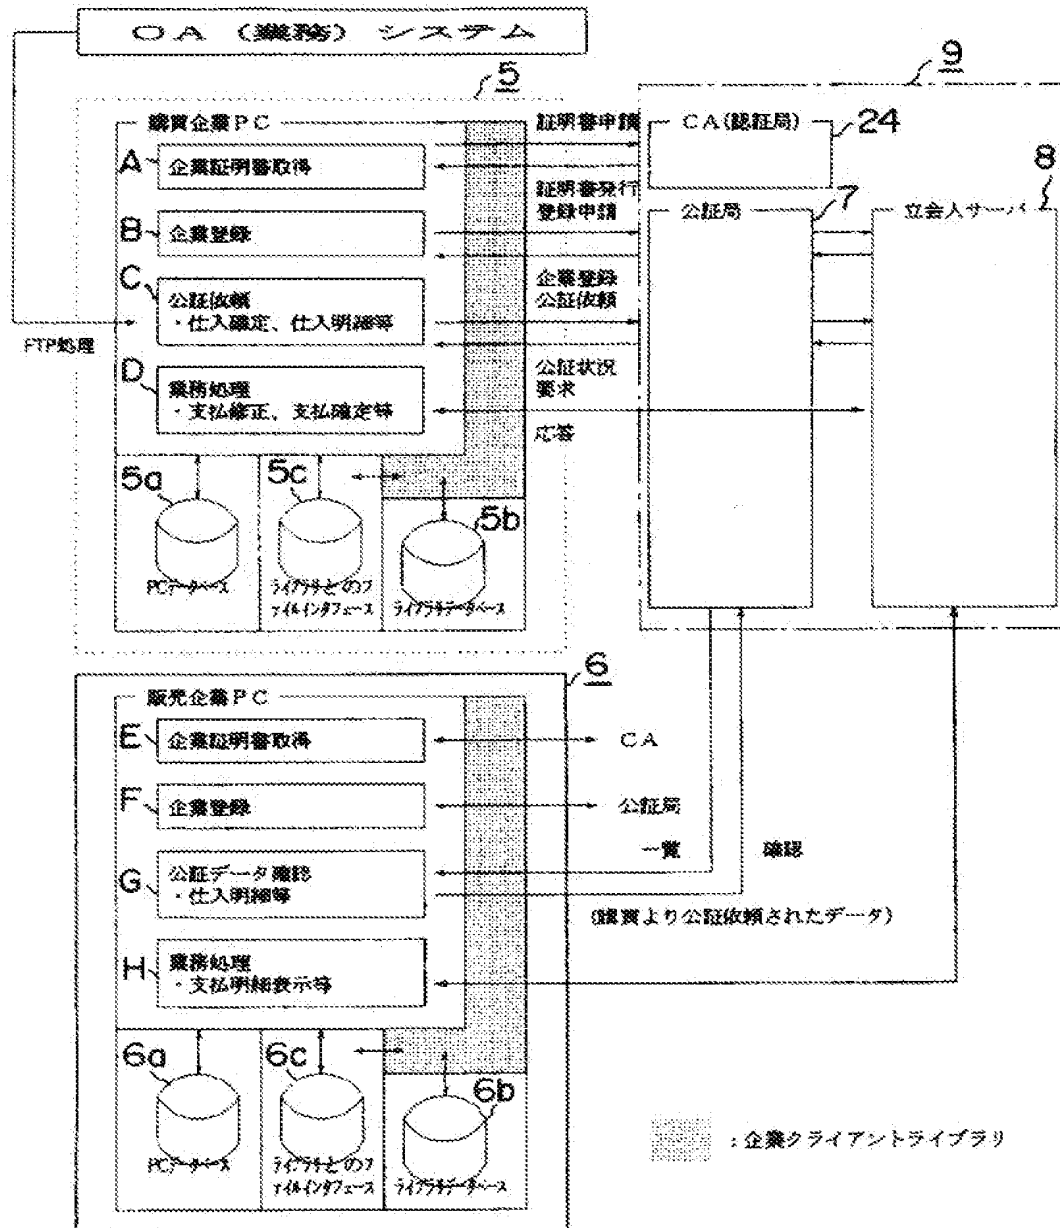 OA (業務) システム
5
9
購買企業PC
証明書申請
CA(認証局)
24
A
企業証明書取得
証明書発行
登録申請
公証局
7
立会人サーバ
8
B
企業登録
企業登録
公証依頼
C
公証依頼
・仕入確定、仕入明細等
FTP処理
公証状況
要求
D
業務処理
・支払修正、支払確定等
応答
5a
5c
5b
PCデータベース
ライブラリとのフ
ァイルインタフェース
ライブラリデータベース
6
販売企業PC
E
企業証明書取得
CA
F
企業登録
公証局
一覧
確認
G
公証データ確認
・仕入明細等
(購買より公証依頼されたデータ)
H
業務処理
・支払明細表示等
6a
6c
6b
PCデータベース
ライブラリとのフ
ァイルインタフェース
ライブラリデータベース
:企業クライアントライブラリ